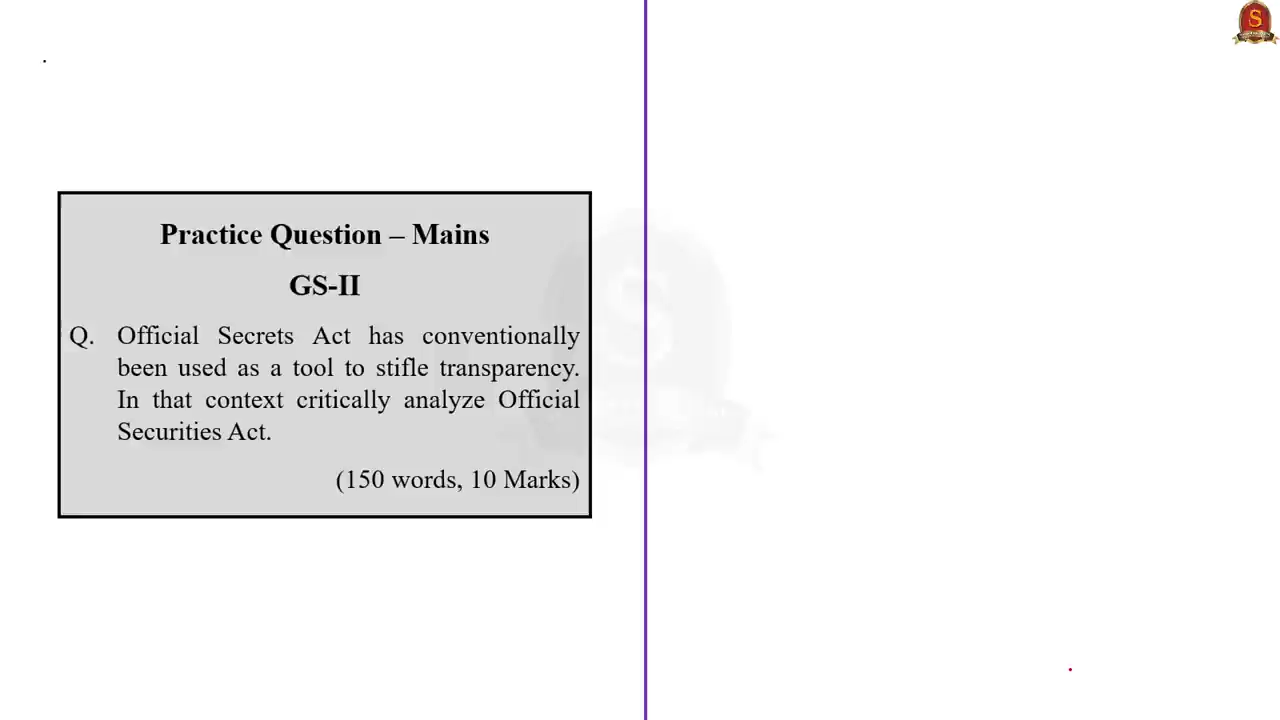 Practice Question – Mains
GS-II
Q. Official Secrets Act has conventionally
been used as a tool to stifle transparency.
In that context critically analyze Official
Securities Act.
(150 words, 10 Marks)
S